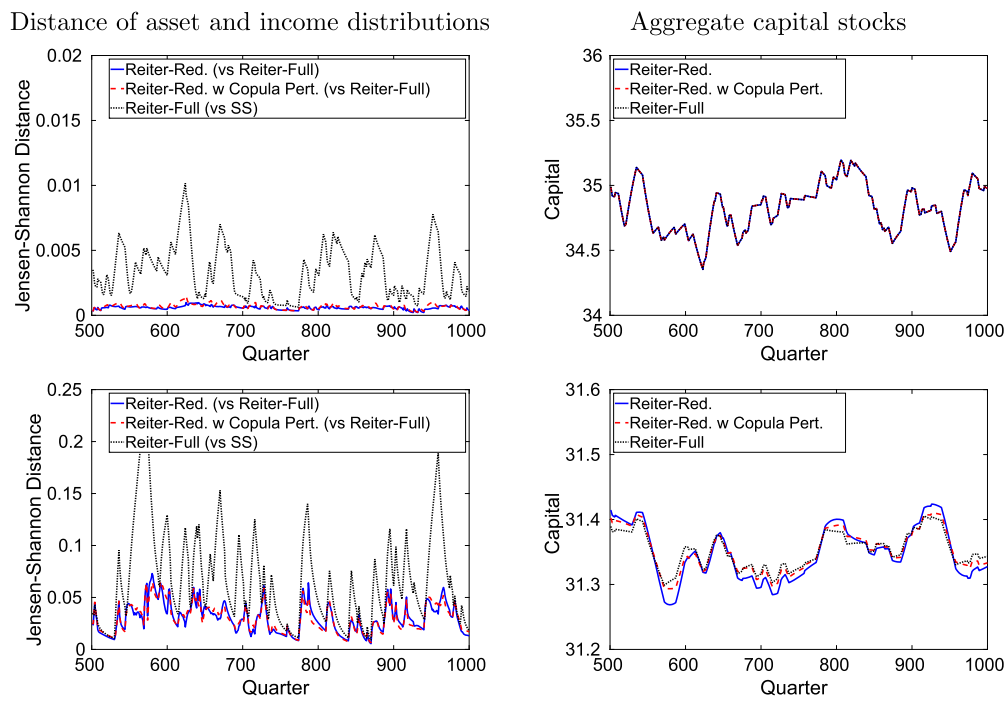 Distance of asset and income distributions
Aggregate capital stocks
0.02
0.015
0.01
0.005
0
Jensen-Shannon Distance
Reiter-Red. (vs Reiter-Full)
Reiter-Red. w Copula Pert. (vs Reiter-Full)
Reiter-Full (vs SS)
500 600 700 800 900 1000
Quarter
36
35.5
35
34.5
34
Capital
Reiter-Red.
Reiter-Red. w Copula Pert.
Reiter-Full
500 600 700 800 900 1000
Quarter
0.25
0.2
0.15
0.1
0.05
0
Jensen-Shannon Distance
Reiter-Red. (vs Reiter-Full)
Reiter-Red. w Copula Pert. (vs Reiter-Full)
Reiter-Full (vs SS)
500 600 700 800 900 1000
Quarter
31.6
31.5
31.4
31.3
31.2
Capital
Reiter-Red.
Reiter-Red. w Copula Pert.
Reiter-Full
500 600 700 800 900 1000
Quarter